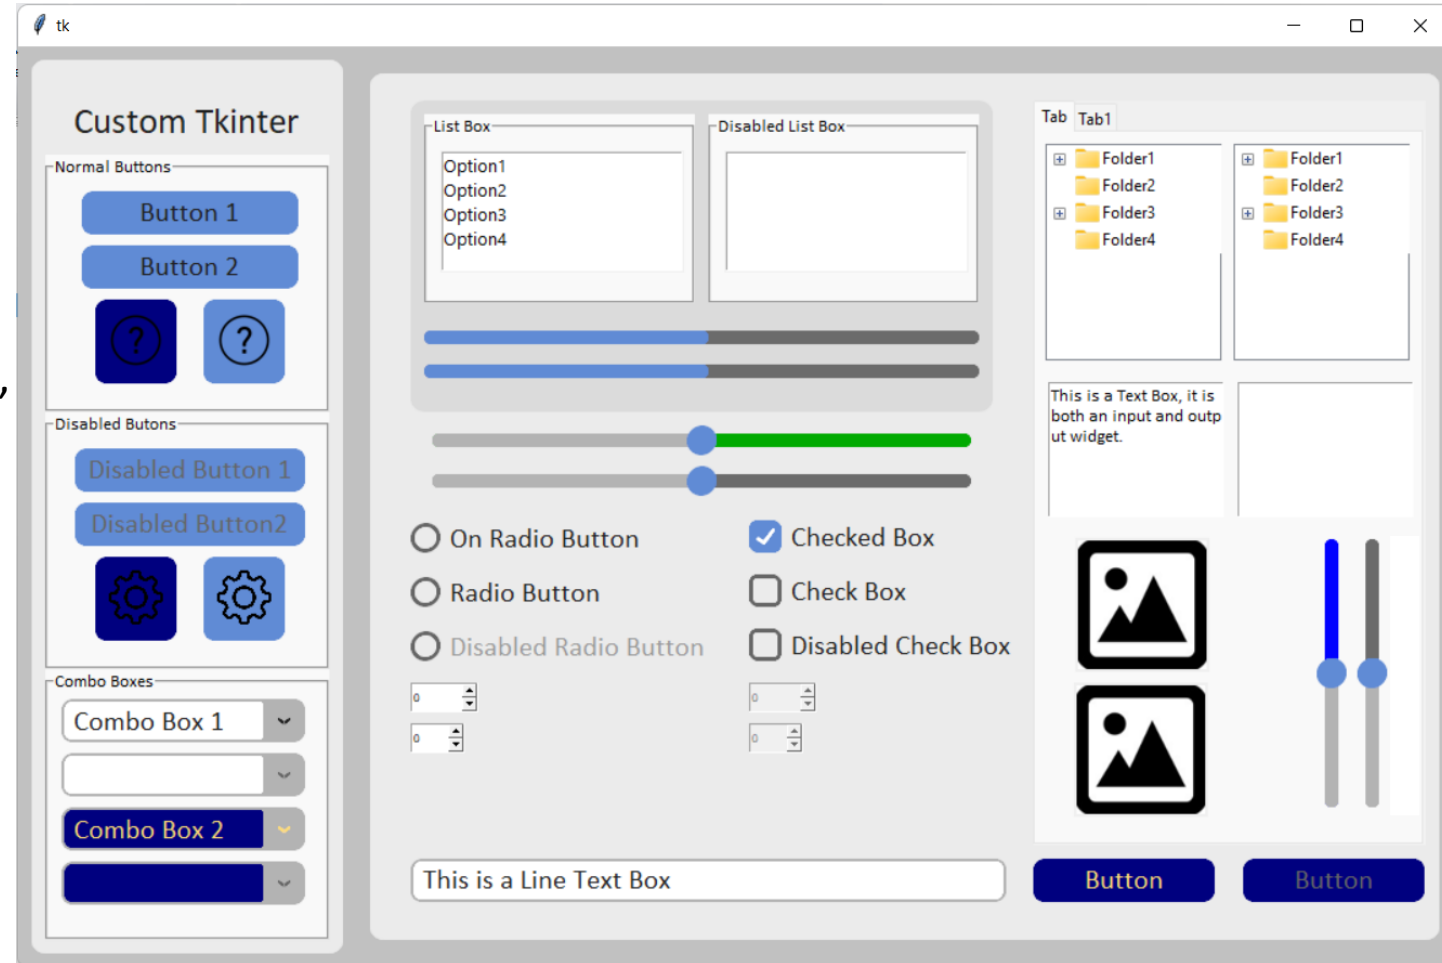 tk
Custom Tkinter
Normal Buttons
Button 1
Button 2
?
?
Disabled Butons
Disabled Button 1
Disabled Button2
Combo Boxes
Combo Box 1
Combo Box 2
List Box
Option1
Option2
Option3
Option4
Disabled List Box
On Radio Button
Radio Button
Disabled Radio Button
Checked Box
Check Box
Disabled Check Box
0
0
0
0
This is a Line Text Box
Tab
Tab1
Folder1
Folder2
Folder3
Folder4
Folder1
Folder2
Folder3
Folder4
This is a Text Box, it is
both an input and outp
ut widget.
Button
Button